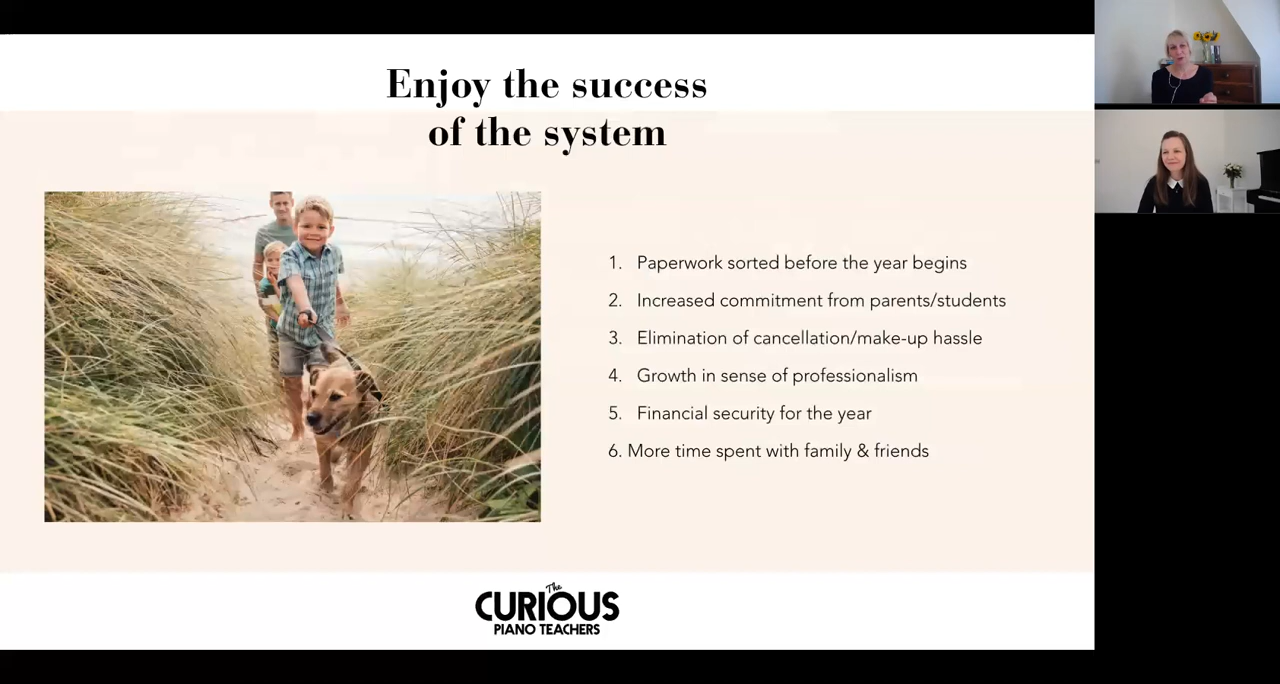 Enjoy the success
of the system
1. Paperwork sorted before the year begins
2. Increased commitment from parents/students
3. Elimination of cancellation/make-up hassle
4. Growth in sense of professionalism
5. Financial security for the year
6. More time spent with family & friends
The
CURIOUS
PIANO TEACHERS